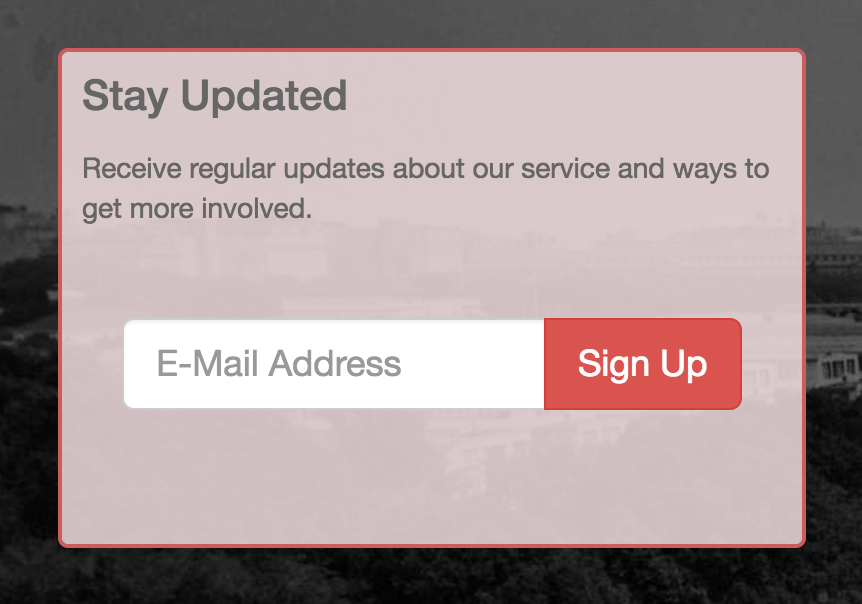 Stay Updated
Receive regular updates about our service and ways to
get more involved.
E-Mail Address
Sign Up